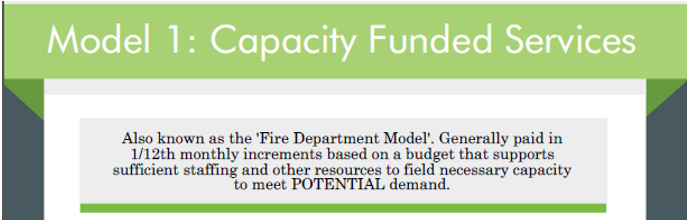 Model 1: Capacity Funded Services
Also known as the 'Fire Department Model'. Generally paid in
1/12th monthly increments based on a budget that supports
sufficient staffing and other resources to field necessary capacity
to meet POTENTIAL demand.